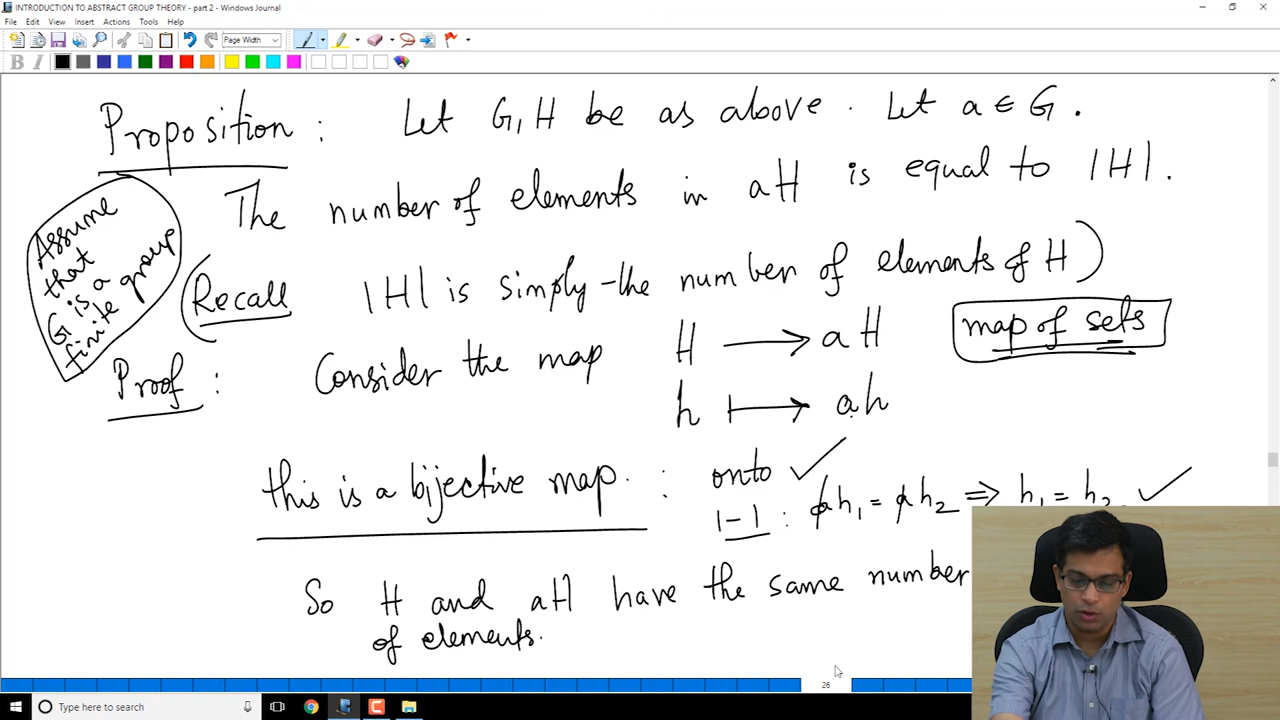 INTRODUCTION TO ABSTRACT GROUP THEORY - part 2 - Windows Journal
File Edit View Insert Actions Tools Help
Page Width
B I
Proposition : Let G, H be as above. Let a ∈ G.
The number of elements in aH is equal to |H|.
Assume
that
G is a
finite group
(Recall |H| is simply the number of elements of H)
map of sets
Proof : Consider the map H → aH
h ↦ ah
this is a bijective map. : onto ✓
1-1 : ah₁ = ah₂ ⇒ h₁ = h₂ ✓
So H and aH have the same number
of elements.
26
Type here to search